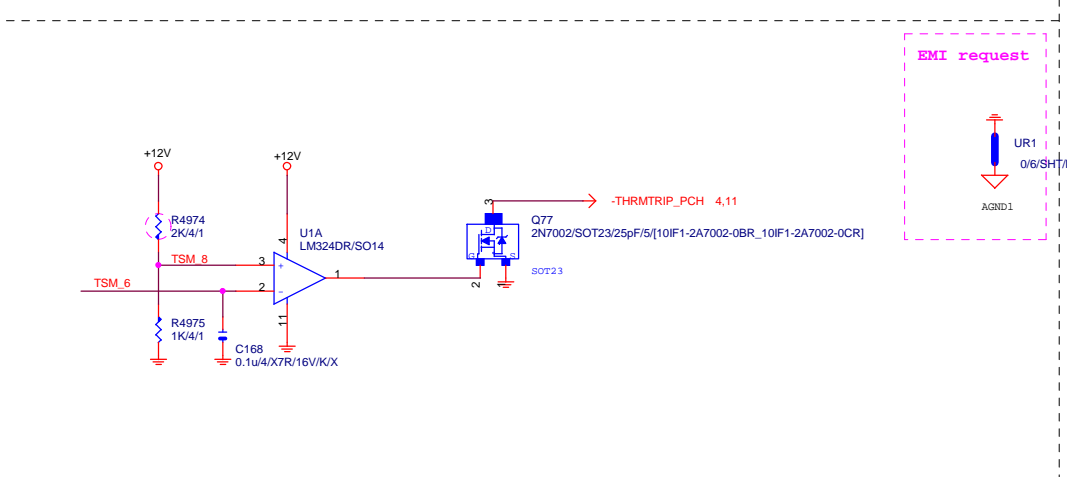 EMI request
UR1
0/6/SHT/
AGND1
+12V
+12V
R4974
2K/4/1
TSM_8
TSM_6
U1A
LM324DR/SO14
4
3
+
2
−
1
11
R4975
1K/4/1
C168
0.1u/4/X7R/16V/K/X
3
-THRMTRIP_PCH 4,11
Q77
2N7002/SOT23/25pF/5/[10IF1-2A7002-0BR_10IF1-2A7002-0CR]
D
G
S
SOT23
2
1